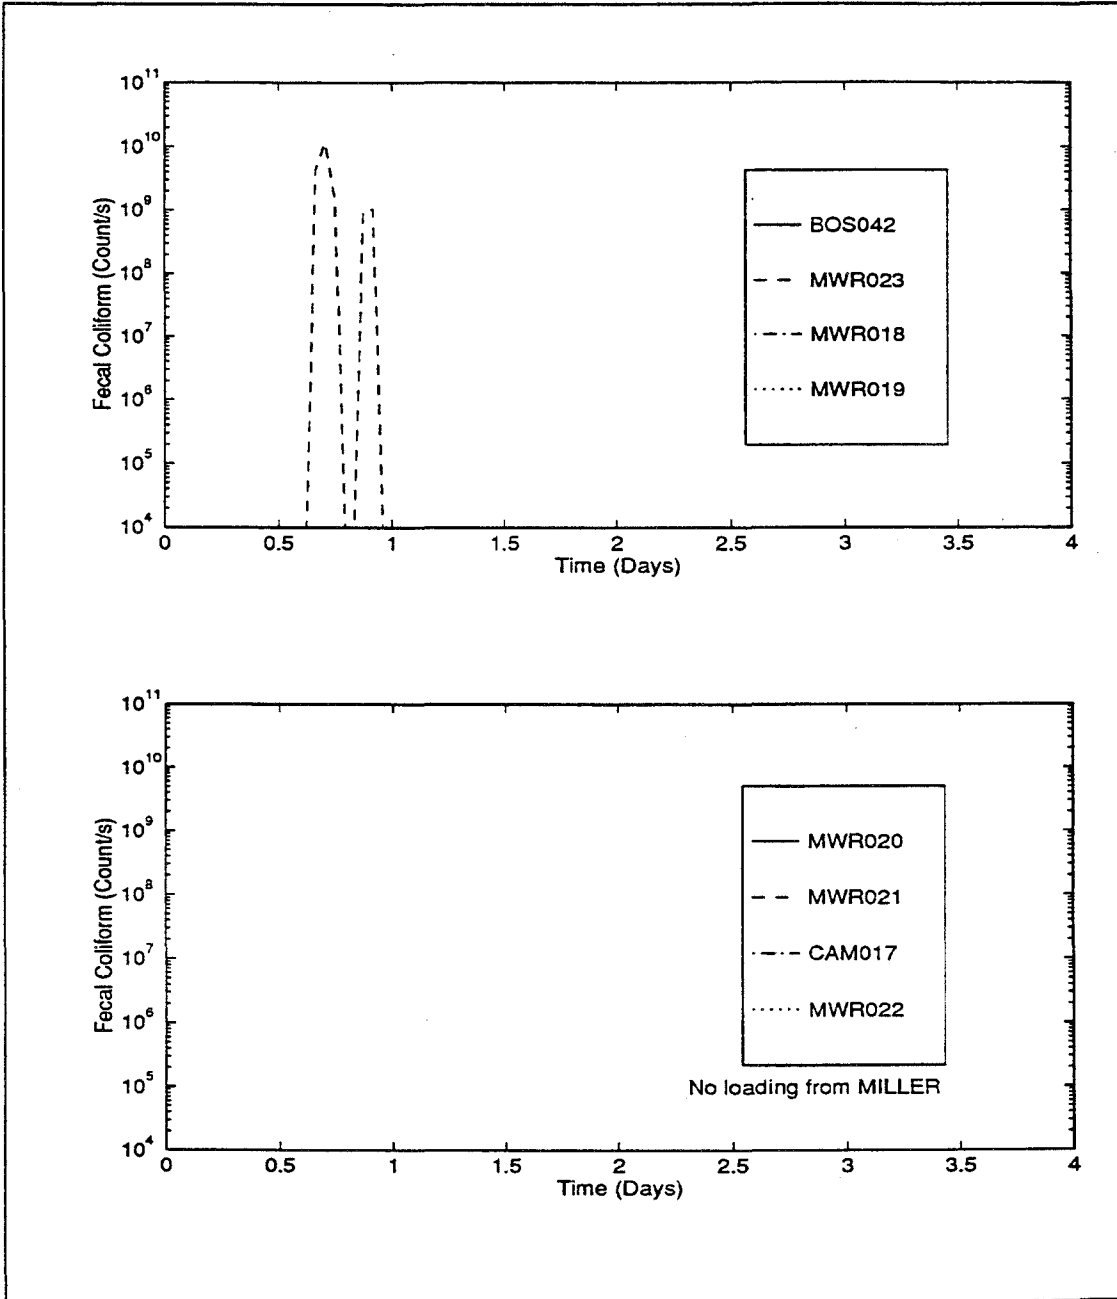 10^11
10^10
10^9
10^8
10^7
10^6
10^5
10^4
Fecal Coliform (Count/s)
BOS042
MWR023
MWR018
MWR019
0 0.5 1 1.5 2 2.5 3 3.5 4
Time (Days)
10^11
10^10
10^9
10^8
10^7
10^6
10^5
10^4
Fecal Coliform (Count/s)
MWR020
MWR021
CAM017
MWR022
No loading from MILLER
0 0.5 1 1.5 2 2.5 3 3.5 4
Time (Days)